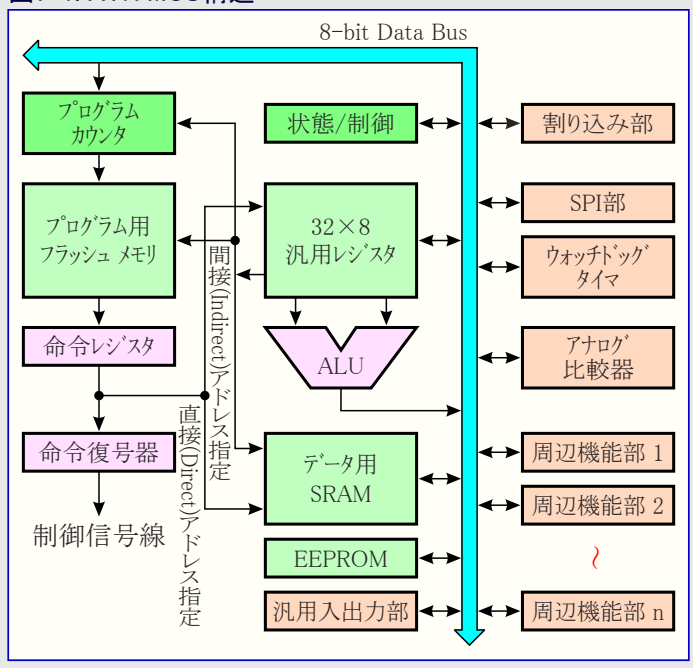 8-bit Data Bus
プログラム
カウンタ
状態/制御
割り込み部
プログラム用
フラッシュ メモリ
32×8
汎用レジスタ
SPI部
ウォッチドッグ
タイマ
間接(Indirect)アドレス指定
命令レジスタ
ALU
アナログ
比較器
直接(Direct)アドレス指定
命令復号器
データ用
SRAM
周辺機能部 1
周辺機能部 2
制御信号線
EEPROM
~
汎用入出力部
周辺機能部 n